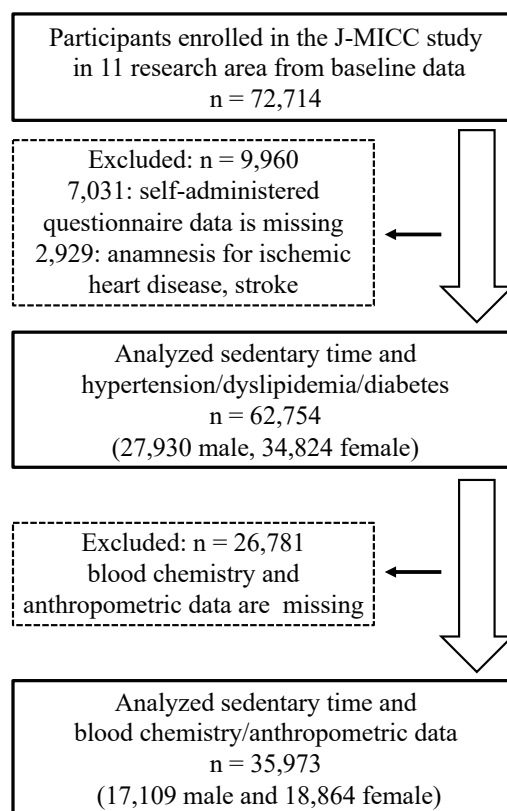 Participants enrolled in the J-MICC study
in 11 research area from baseline data
n = 72,714
Excluded: n = 9,960
7,031: self-administered
questionnaire data is missing
2,929: anamnesis for ischemic
heart disease, stroke
Analyzed sedentary time and
hypertension/dyslipidemia/diabetes
n = 62,754
(27,930 male, 34,824 female)
Excluded: n = 26,781
blood chemistry and
anthropometric data are missing
Analyzed sedentary time and
blood chemistry/anthropometric data
n = 35,973
(17,109 male and 18,864 female)